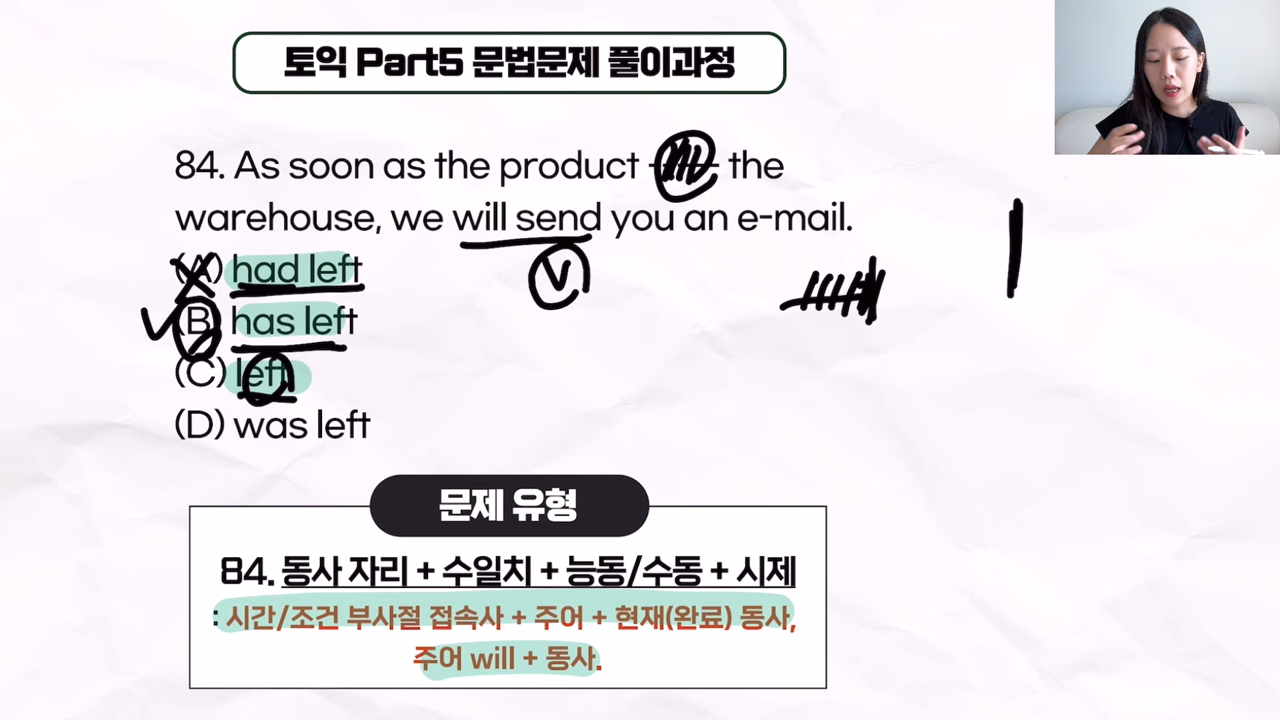 토익 Part5 문법문제 풀이과정
84. As soon as the product ---- the
warehouse, we will send you an e-mail.
(A) had left
(B) has left
(C) left
(D) was left
V
문제 유형
84. 동사 자리 + 수일치 + 능동/수동 + 시제
: 시간/조건 부사절 접속사 + 주어 + 현재(완료) 동사,
주어 will + 동사.